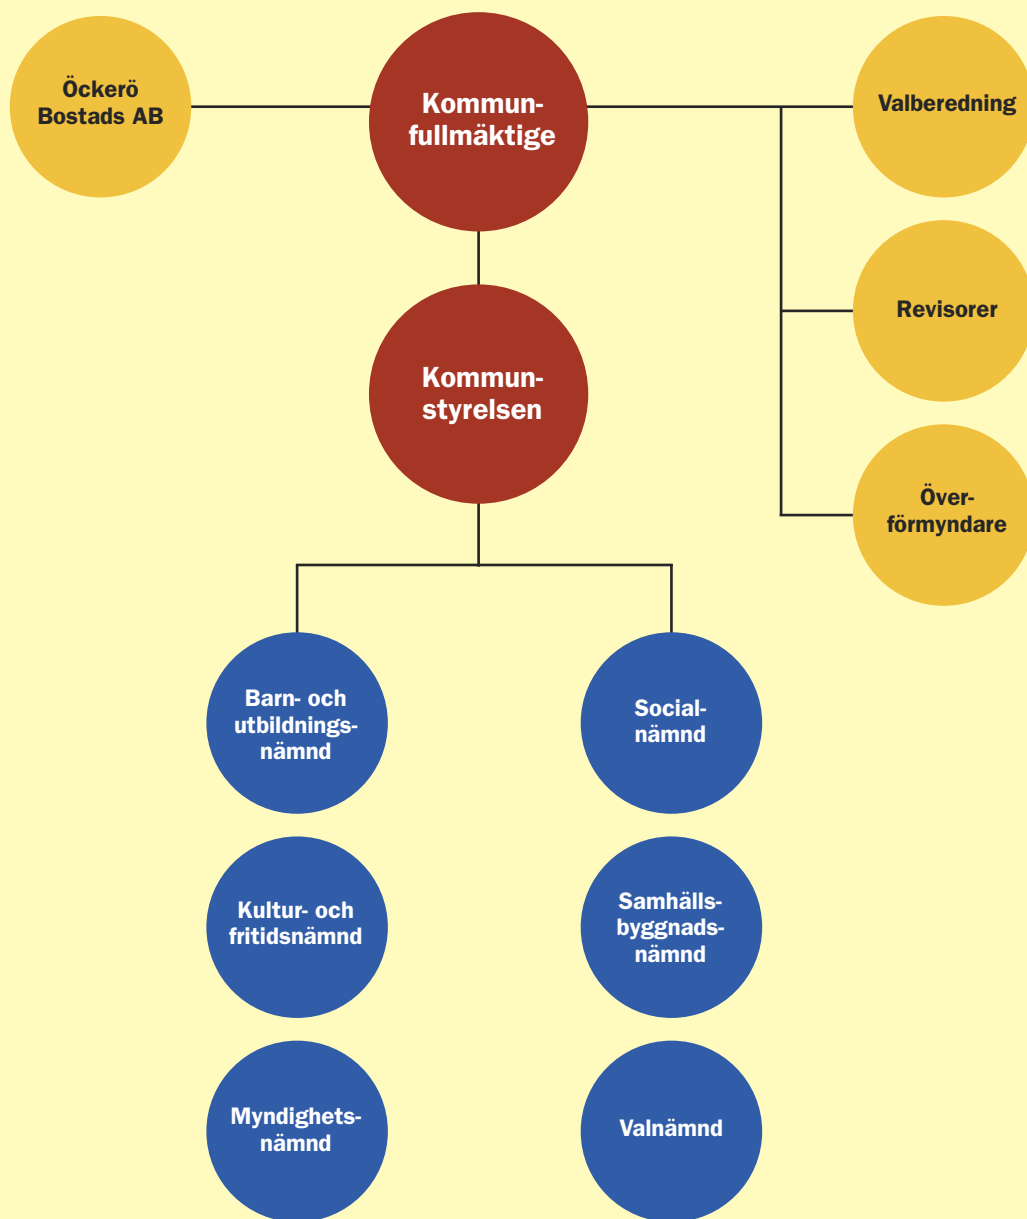 Öckerö
Bostads AB
Kommun-
fullmäktige
Valberedning
Revisorer
Kommun-
styrelsen
Över-
förmyndare
Barn- och
utbildnings-
nämnd
Social-
nämnd
Kultur- och
fritidsnämnd
Samhälls-
byggnads-
nämnd
Myndighets-
nämnd
Valnämnd